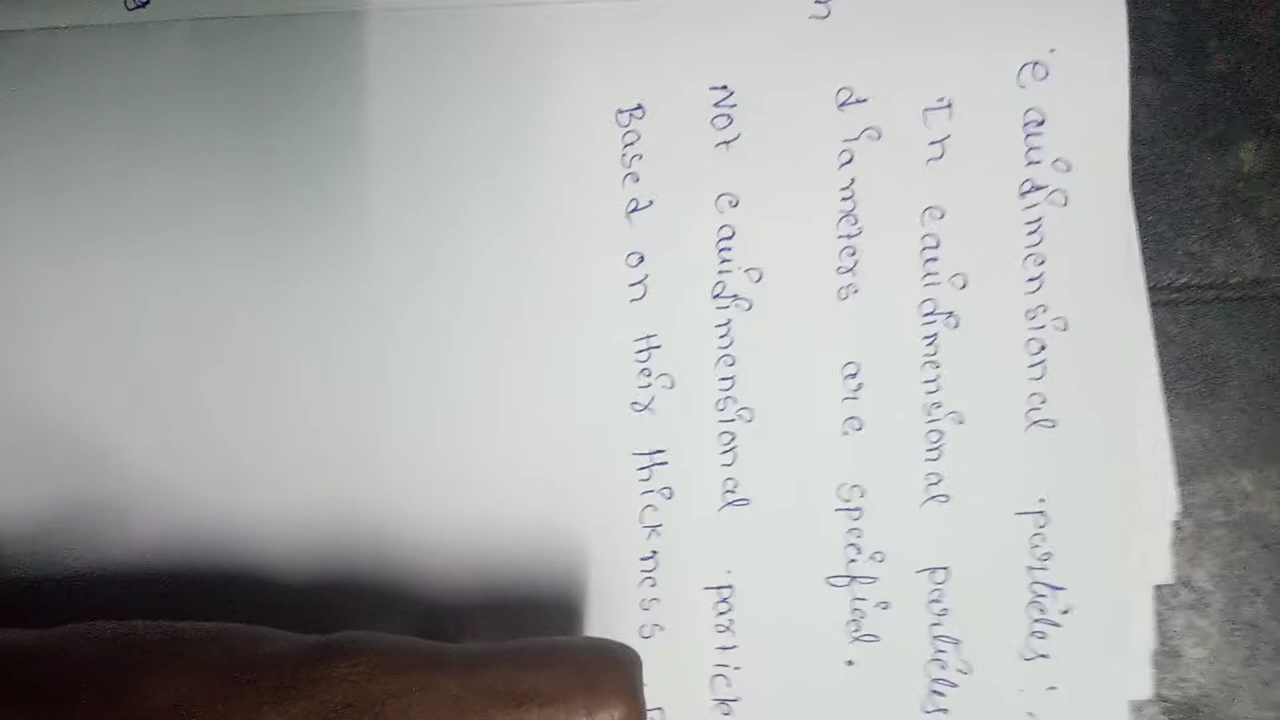 Equidimensional particles :
In equidimensional particles
diameters are specified.
Not equidimensional particle
Based on their thickness